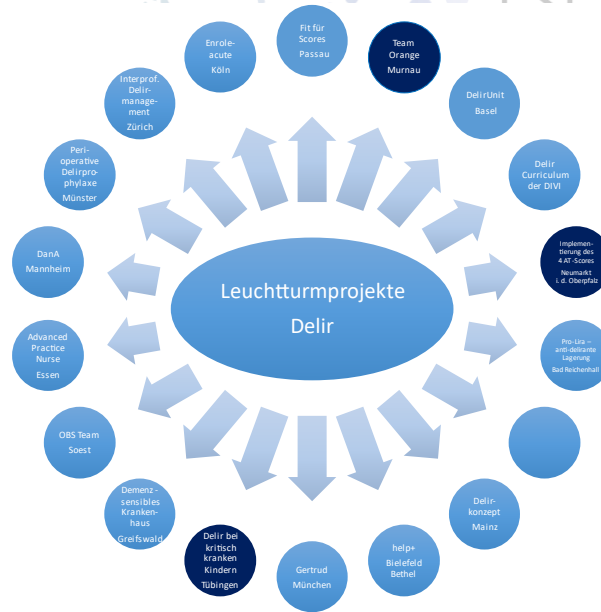 Leuchtturmprojekte
Delir
Fit für
Scores
Passau
Team
Orange
Murnau
DelirUnit
Basel
Delir
Curriculum
der DIVI
Implemen-
tierung des
4 AT -Scores
Neumarkt
i. d. Oberpfalz
Pro-Lira –
anti-delirante
Lagerung
Bad Reichenhall
Delir-
konzept
Mainz
help+
Bielefeld
Bethel
Gertrud
München
Delir bei
kritisch
kranken
Kindern
Tübingen
Demenz-
sensibles
Kranken-
haus
Greifswald
OBS Team
Soest
Advanced
Practice
Nurse
Essen
DanA
Mannheim
Peri-
operative
Delirpro-
phylaxe
Münster
Interprof.
Delir-
manage-
ment
Zürich
Enrole-
acute
Köln